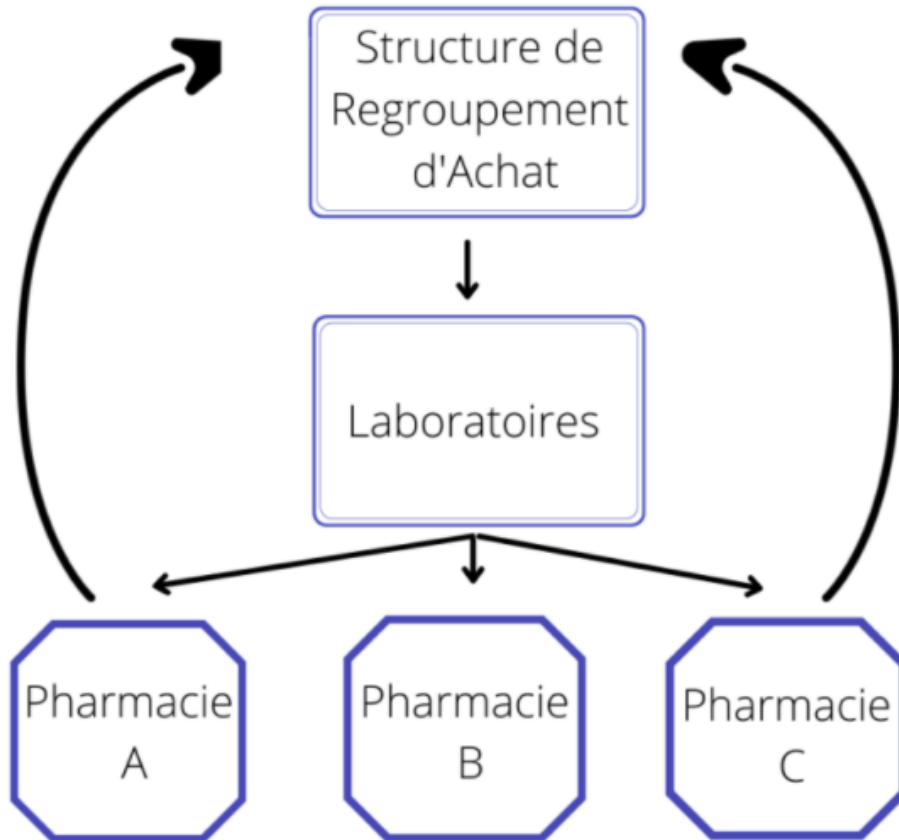 Structure de
Regroupement
d'Achat
Laboratoires
Pharmacie
A
Pharmacie
B
Pharmacie
C